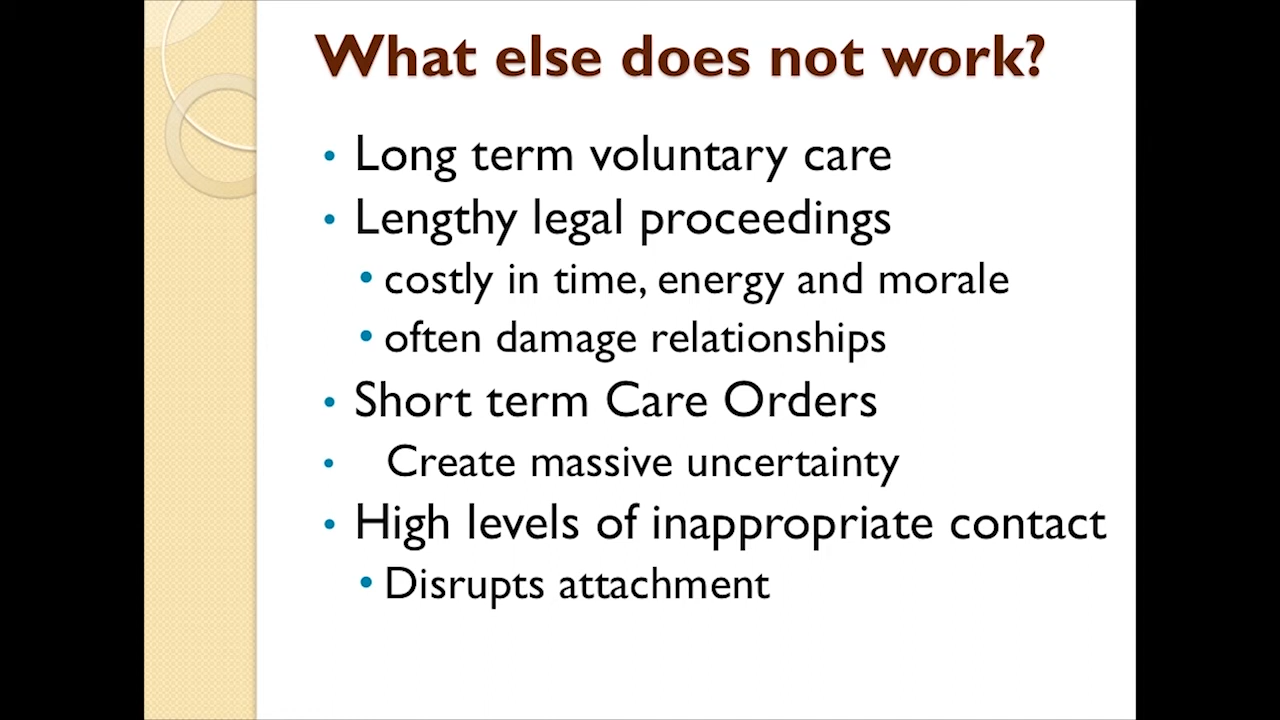 What else does not work?
• Long term voluntary care
• Lengthy legal proceedings
• costly in time, energy and morale
• often damage relationships
• Short term Care Orders
• Create massive uncertainty
• High levels of inappropriate contact
• Disrupts attachment